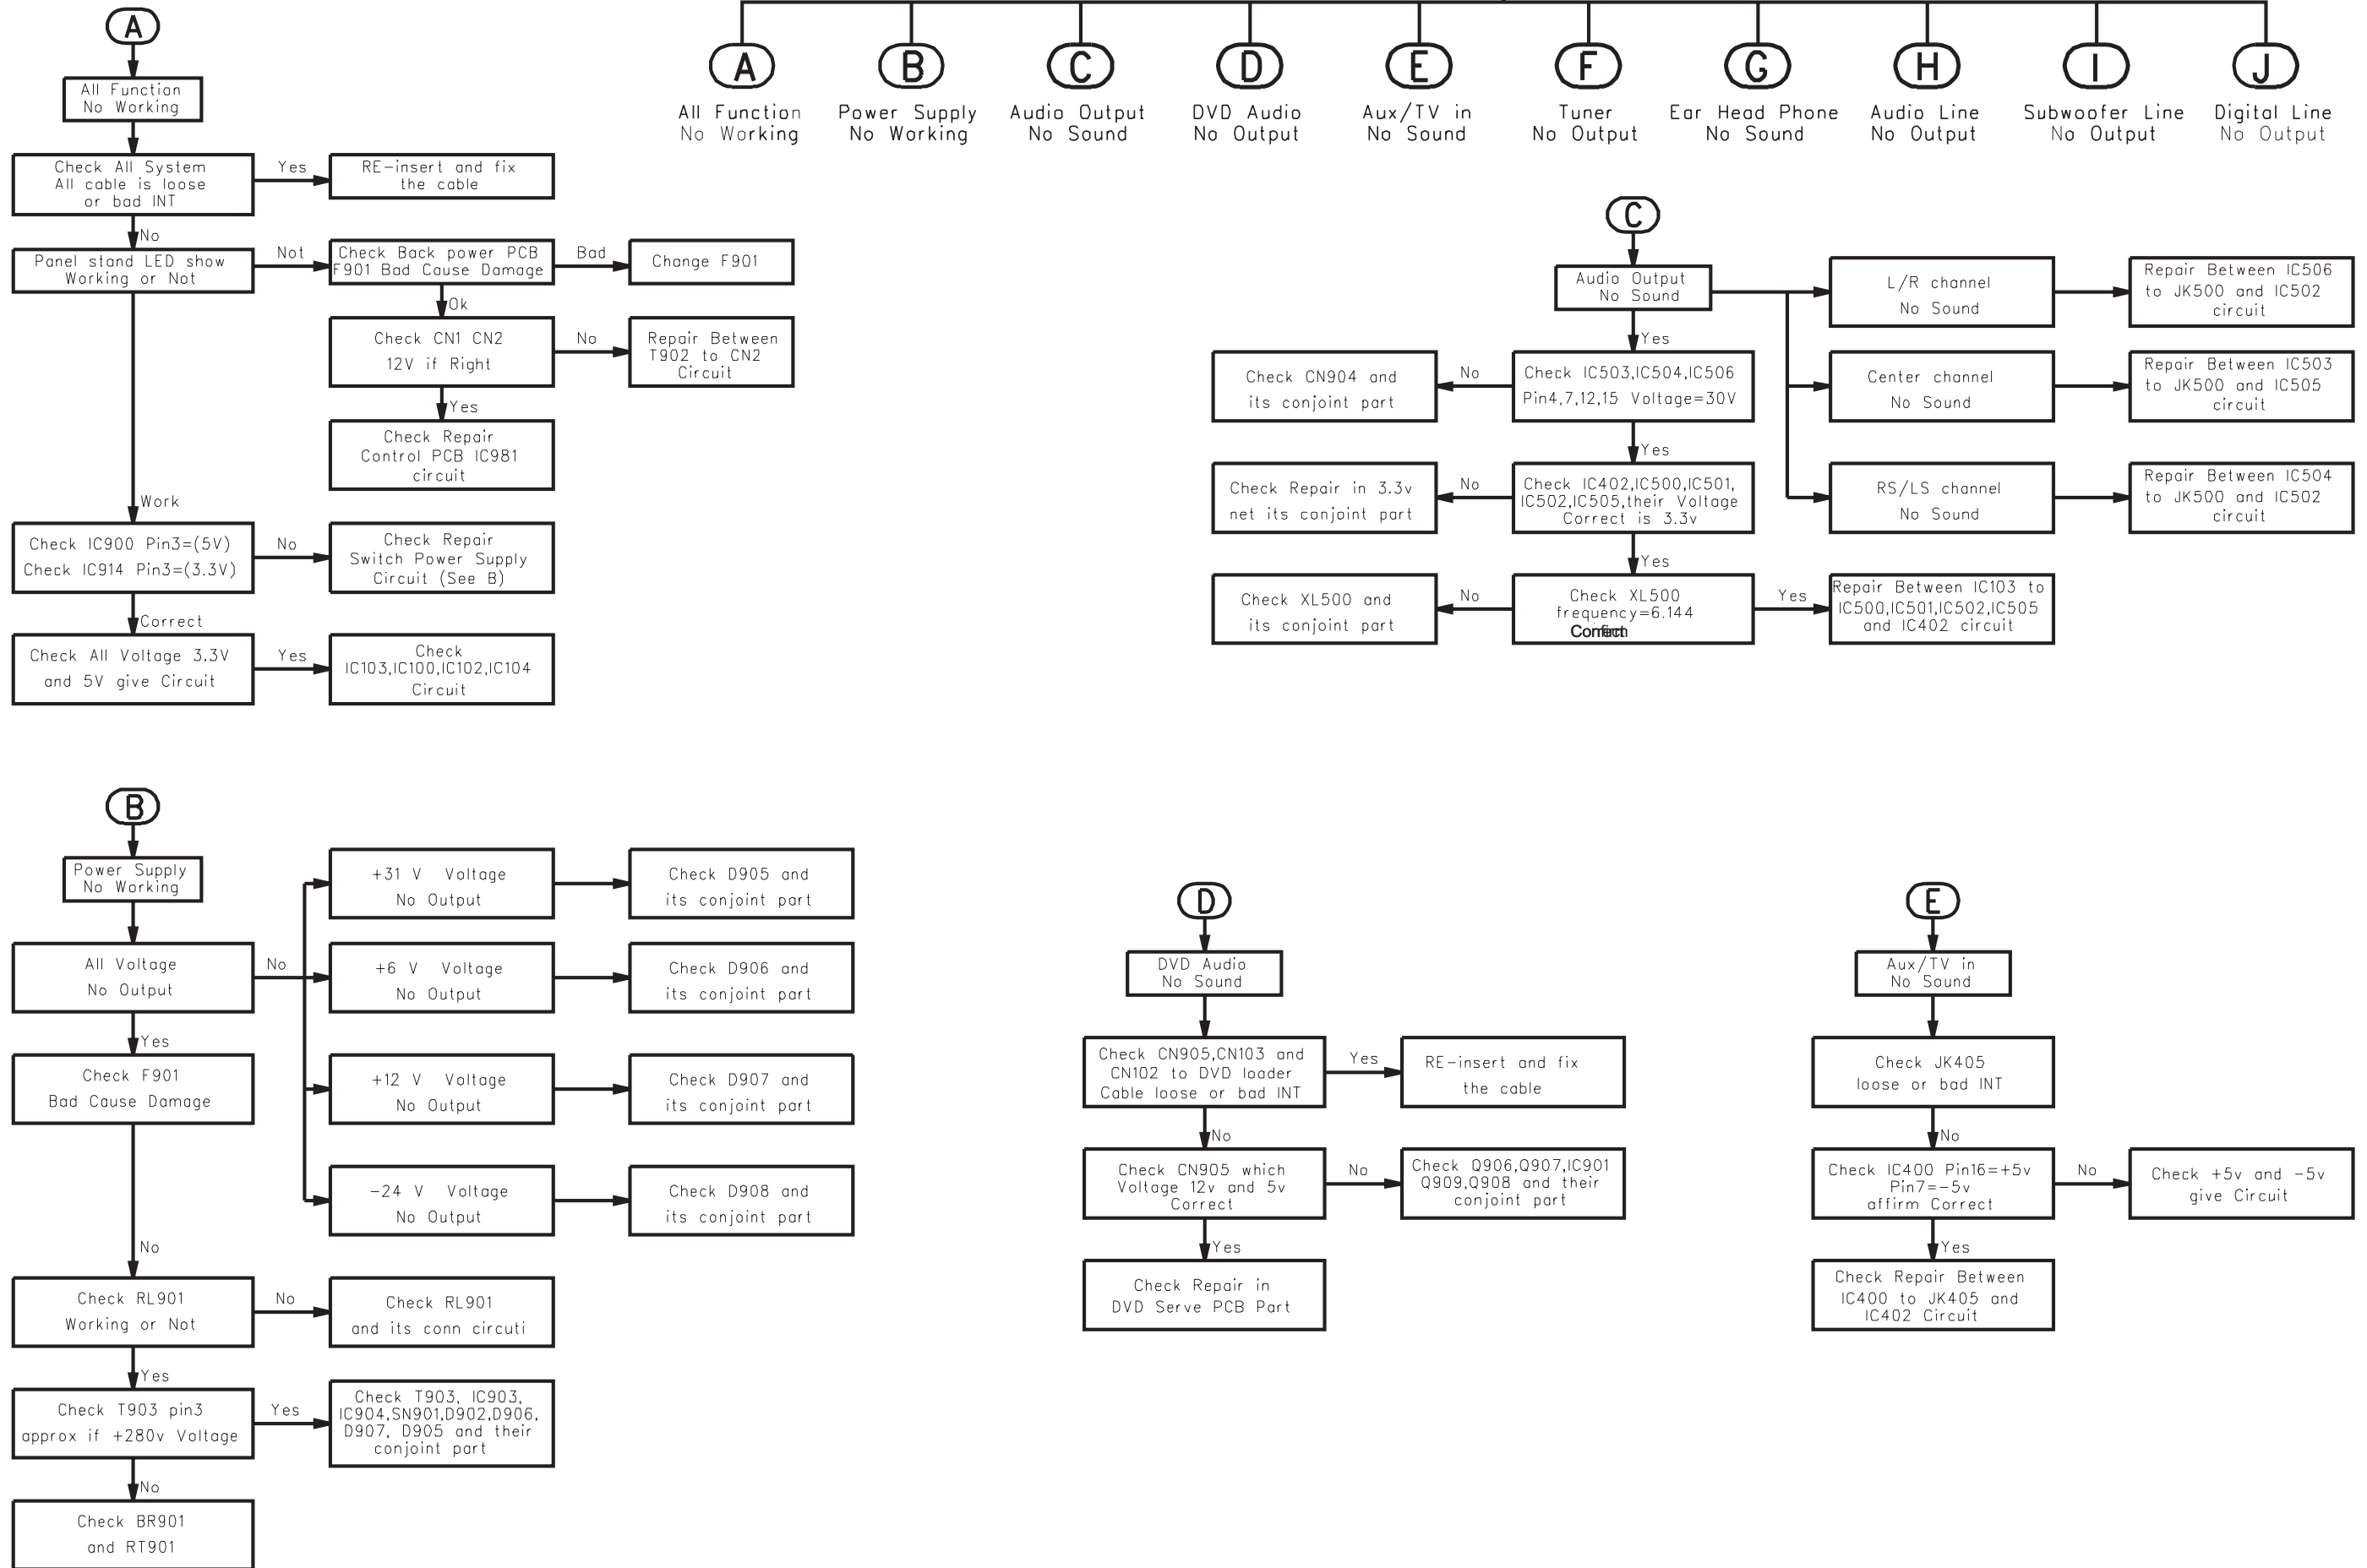 A
B
C
D
E
F
G
H
I
J
All Function
No Working
Power Supply
No Working
Audio Output
No Sound
DVD Audio
No Output
Aux/TV in
No Sound
Tuner
No Output
Ear Head Phone
No Sound
Audio Line
No Output
Subwoofer Line
No Output
Digital Line
No Output
A
All Function
No Working
Check All System
All cable is loose
or bad INT
Yes
RE-insert and fix
the cable
No
Panel stand LED show
Working or Not
Not
Check Back power PCB
F901 Bad Cause Damage
Bad
Change F901
Ok
Check CN1 CN2
12V if Right
No
Repair Between
T902 to CN2
Circuit
Yes
Check Repair
Control PCB IC981
circuit
Work
Check IC900 Pin3=(5V)
Check IC914 Pin3=(3.3V)
No
Check Repair
Switch Power Supply
Circuit (See B)
Correct
Check All Voltage 3.3V
and 5V give Circuit
Yes
Check
IC103,IC100,IC102,IC104
Circuit
C
Audio Output
No Sound
L/R channel
No Sound
Repair Between IC506
to JK500 and IC502
circuit
Center channel
No Sound
Repair Between IC503
to JK500 and IC505
circuit
RS/LS channel
No Sound
Repair Between IC504
to JK500 and IC502
circuit
Yes
Check IC503,IC504,IC506
Pin4,7,12,15 Voltage=30V
No
Check CN904 and
its conjoint part
Yes
Check IC402,IC500,IC501,
IC502,IC505,their Voltage
Correct is 3.3v
No
Check Repair in 3.3v
net its conjoint part
Yes
Check XL500
frequency=6.144
No
Check XL500 and
its conjoint part
Yes
Repair Between IC103 to
IC500,IC501,IC502,IC505
and IC402 circuit
B
Power Supply
No Working
All Voltage
No Output
No
+31 V Voltage
No Output
Check D905 and
its conjoint part
+6 V Voltage
No Output
Check D906 and
its conjoint part
+12 V Voltage
No Output
Check D907 and
its conjoint part
-24 V Voltage
No Output
Check D908 and
its conjoint part
Yes
Check F901
Bad Cause Damage
No
Check RL901
Working or Not
No
Check RL901
and its conn circuti
Yes
Check T903 pin3
approx if +280v Voltage
Yes
Check T903, IC903,
IC904,SN901,D902,D906,
D907, D905 and their
conjoint part
No
Check BR901
and RT901
D
DVD Audio
No Sound
Check CN905,CN103 and
CN102 to DVD loader
Cable loose or bad INT
Yes
RE-insert and fix
the cable
No
Check CN905 which
Voltage 12v and 5v
Correct
No
Check Q906,Q907,IC901
Q909,Q908 and their
conjoint part
Yes
Check Repair in
DVD Serve PCB Part
E
Aux/TV in
No Sound
Check JK405
loose or bad INT
No
Check IC400 Pin16=+5v
Pin7=-5v
affirm Correct
No
Check +5v and -5v
give Circuit
Yes
Check Repair Between
IC400 to JK405 and
IC402 Circuit